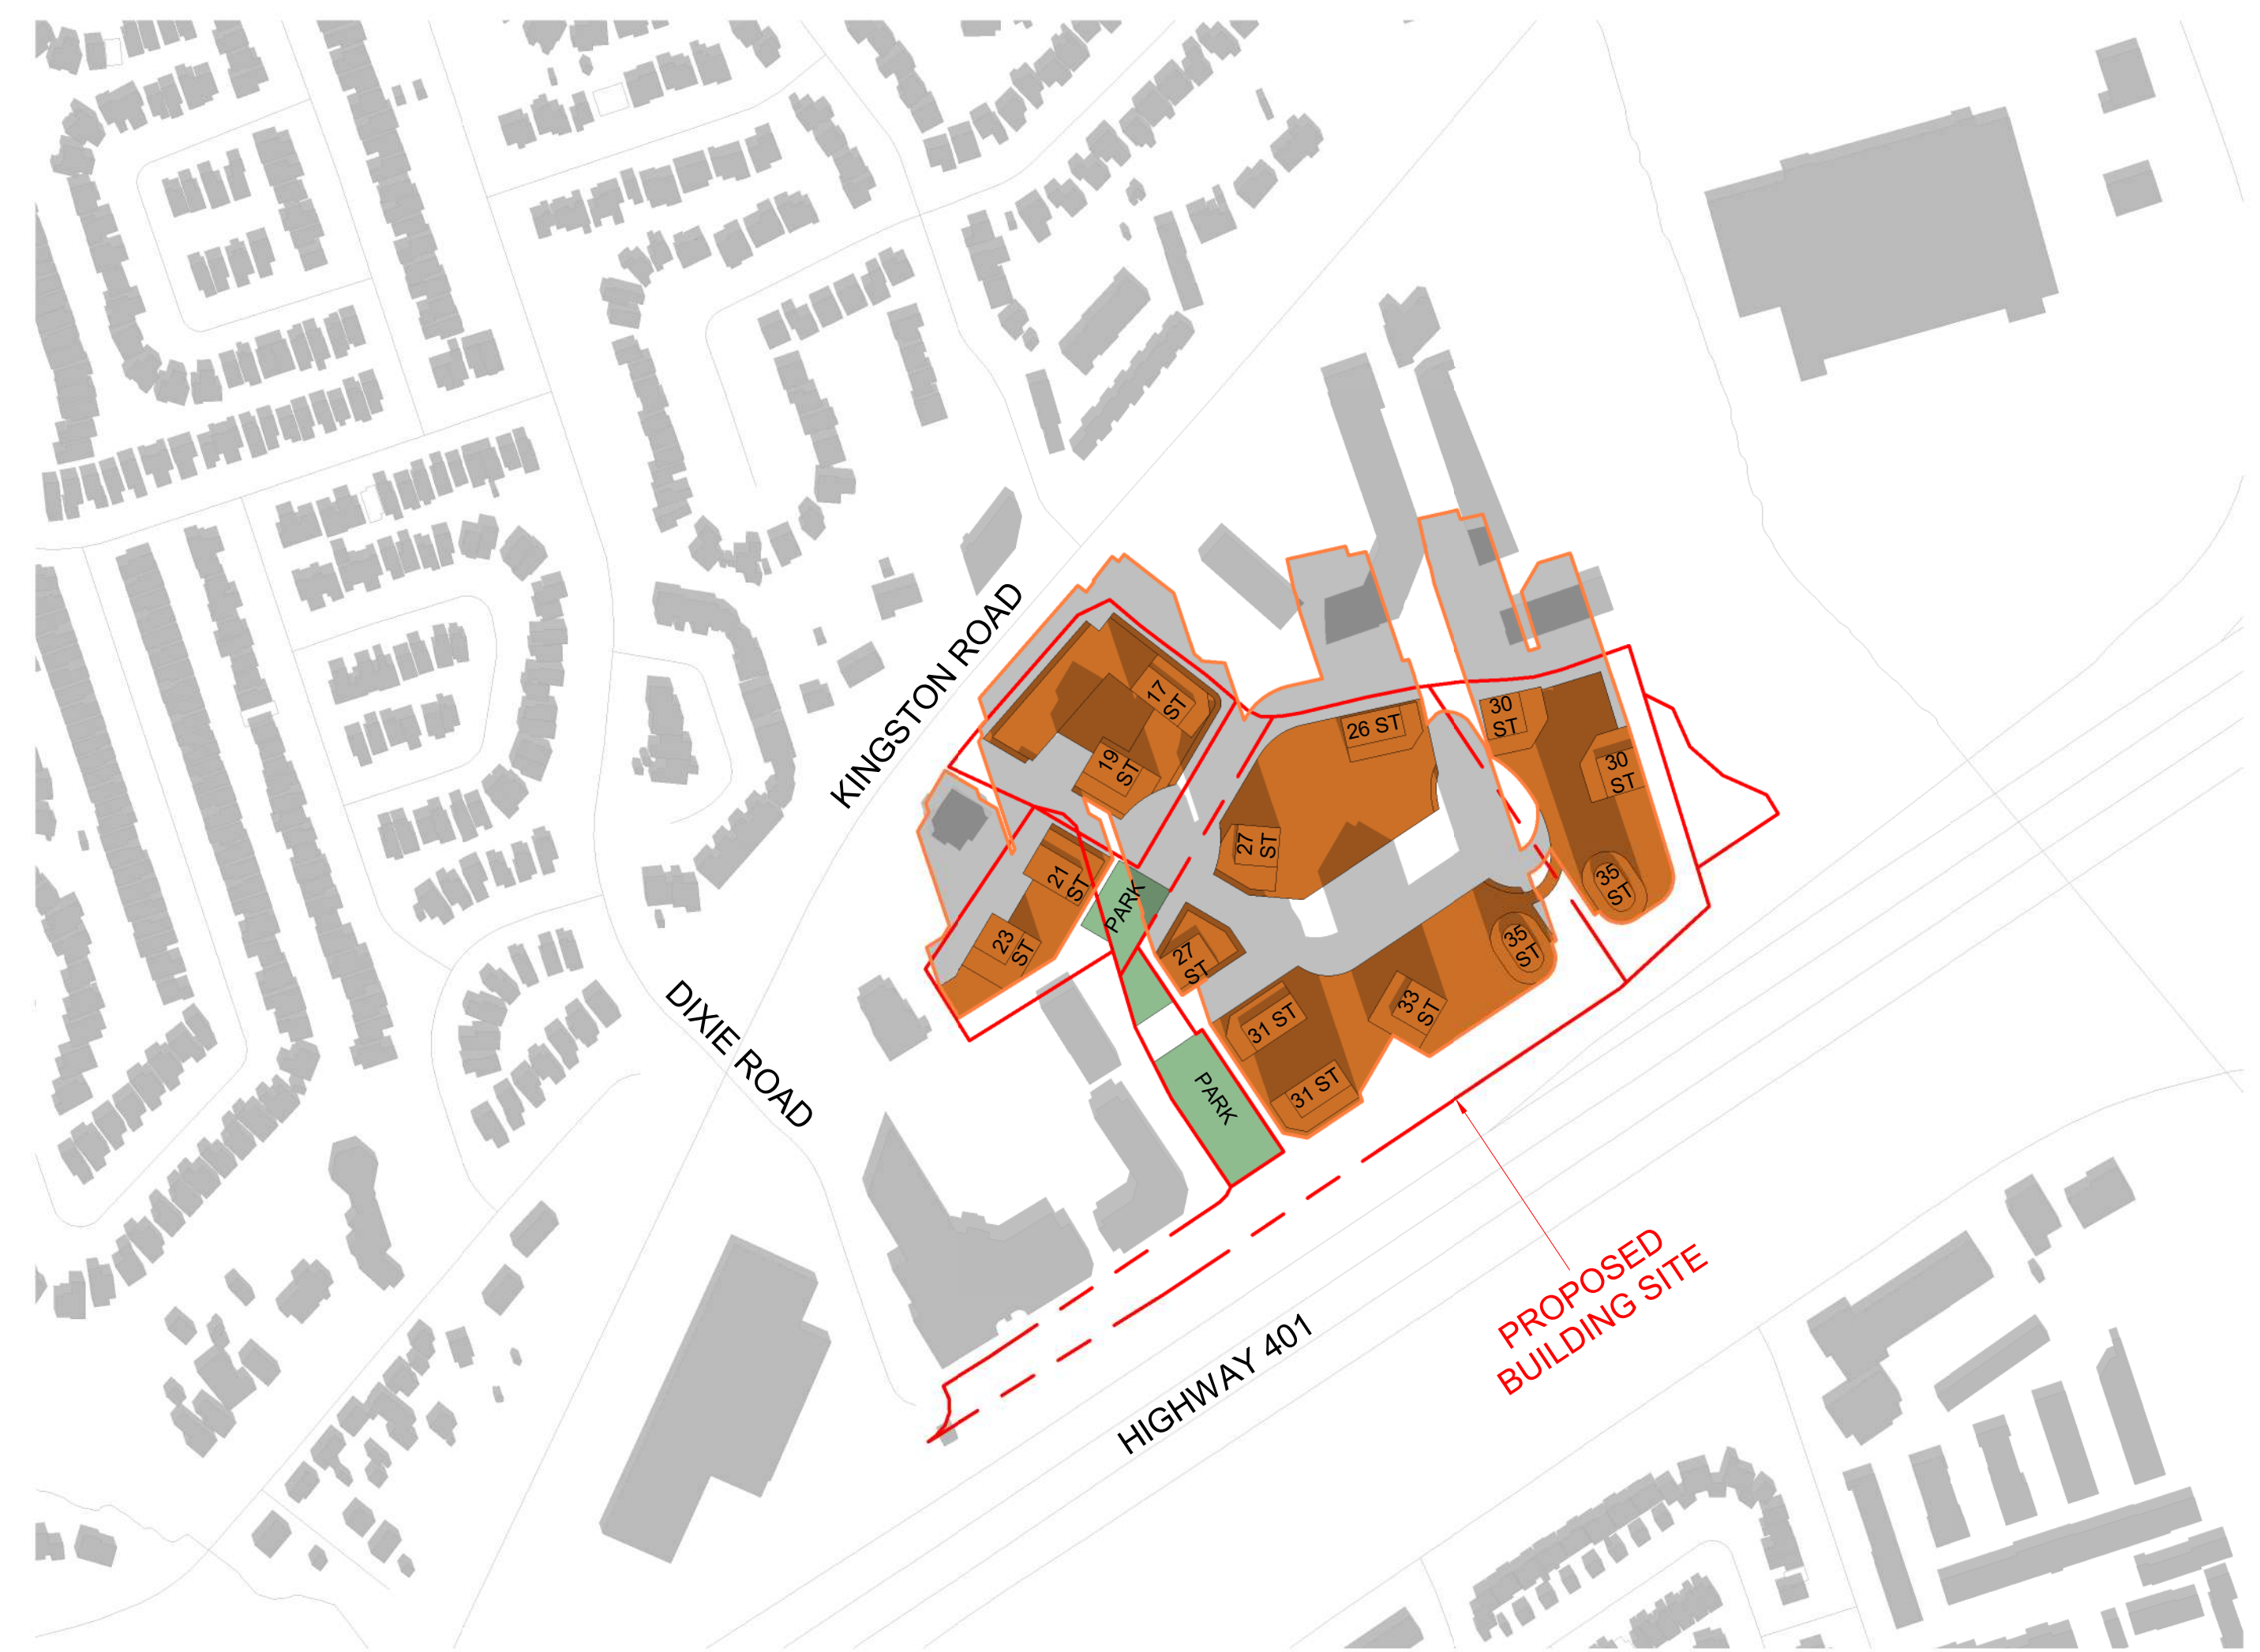 KINGSTON ROAD
17
ST
19
ST
26 ST
30
ST
30
ST
27
ST
21
ST
PARK
35
ST
23
ST
27
ST
35
ST
31 ST
33
ST
31 ST
PARK
DIXIE ROAD
PROPOSED
BUILDING SITE
HIGHWAY 401